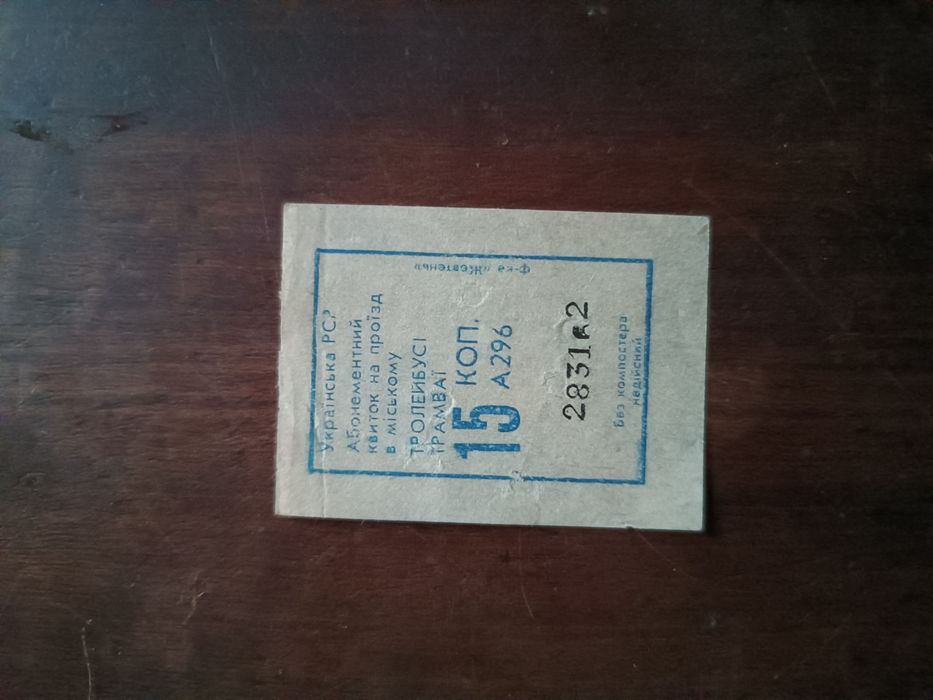 Українська РСР
Абонементний
квиток на проїзд
в міському
ТРОЛЕЙБУСІ
ТРАМВАЇ
15 КОП.
А296
ф-ка «Жовтень»
Без компостера
недійсний